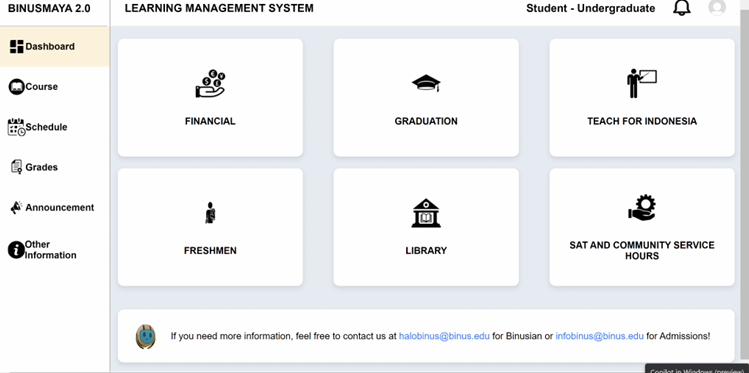 BINUSMAYA 2.0
LEARNING MANAGEMENT SYSTEM
Student - Undergraduate
Dashboard
Course
Schedule
Grades
Announcement
Other
Information
FINANCIAL
GRADUATION
TEACH FOR INDONESIA
FRESHMEN
LIBRARY
SAT AND COMMUNITY SERVICE
HOURS
If you need more information, feel free to contact us at halobinus@binus.edu for Binusian or infobinus@binus.edu for Admissions!
Copilot in Windows (preview)